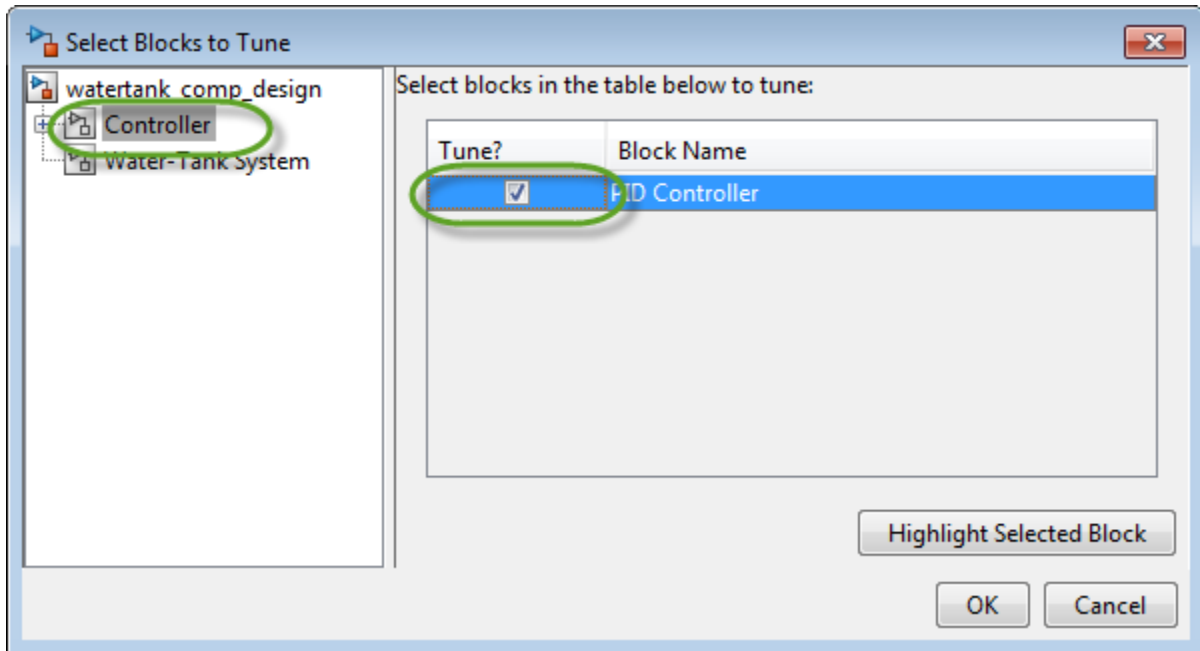 Select Blocks to Tune
watertank_comp_design
Controller
Water-Tank System
Select blocks in the table below to tune:
Tune? Block Name
PID Controller
Highlight Selected Block
OK Cancel